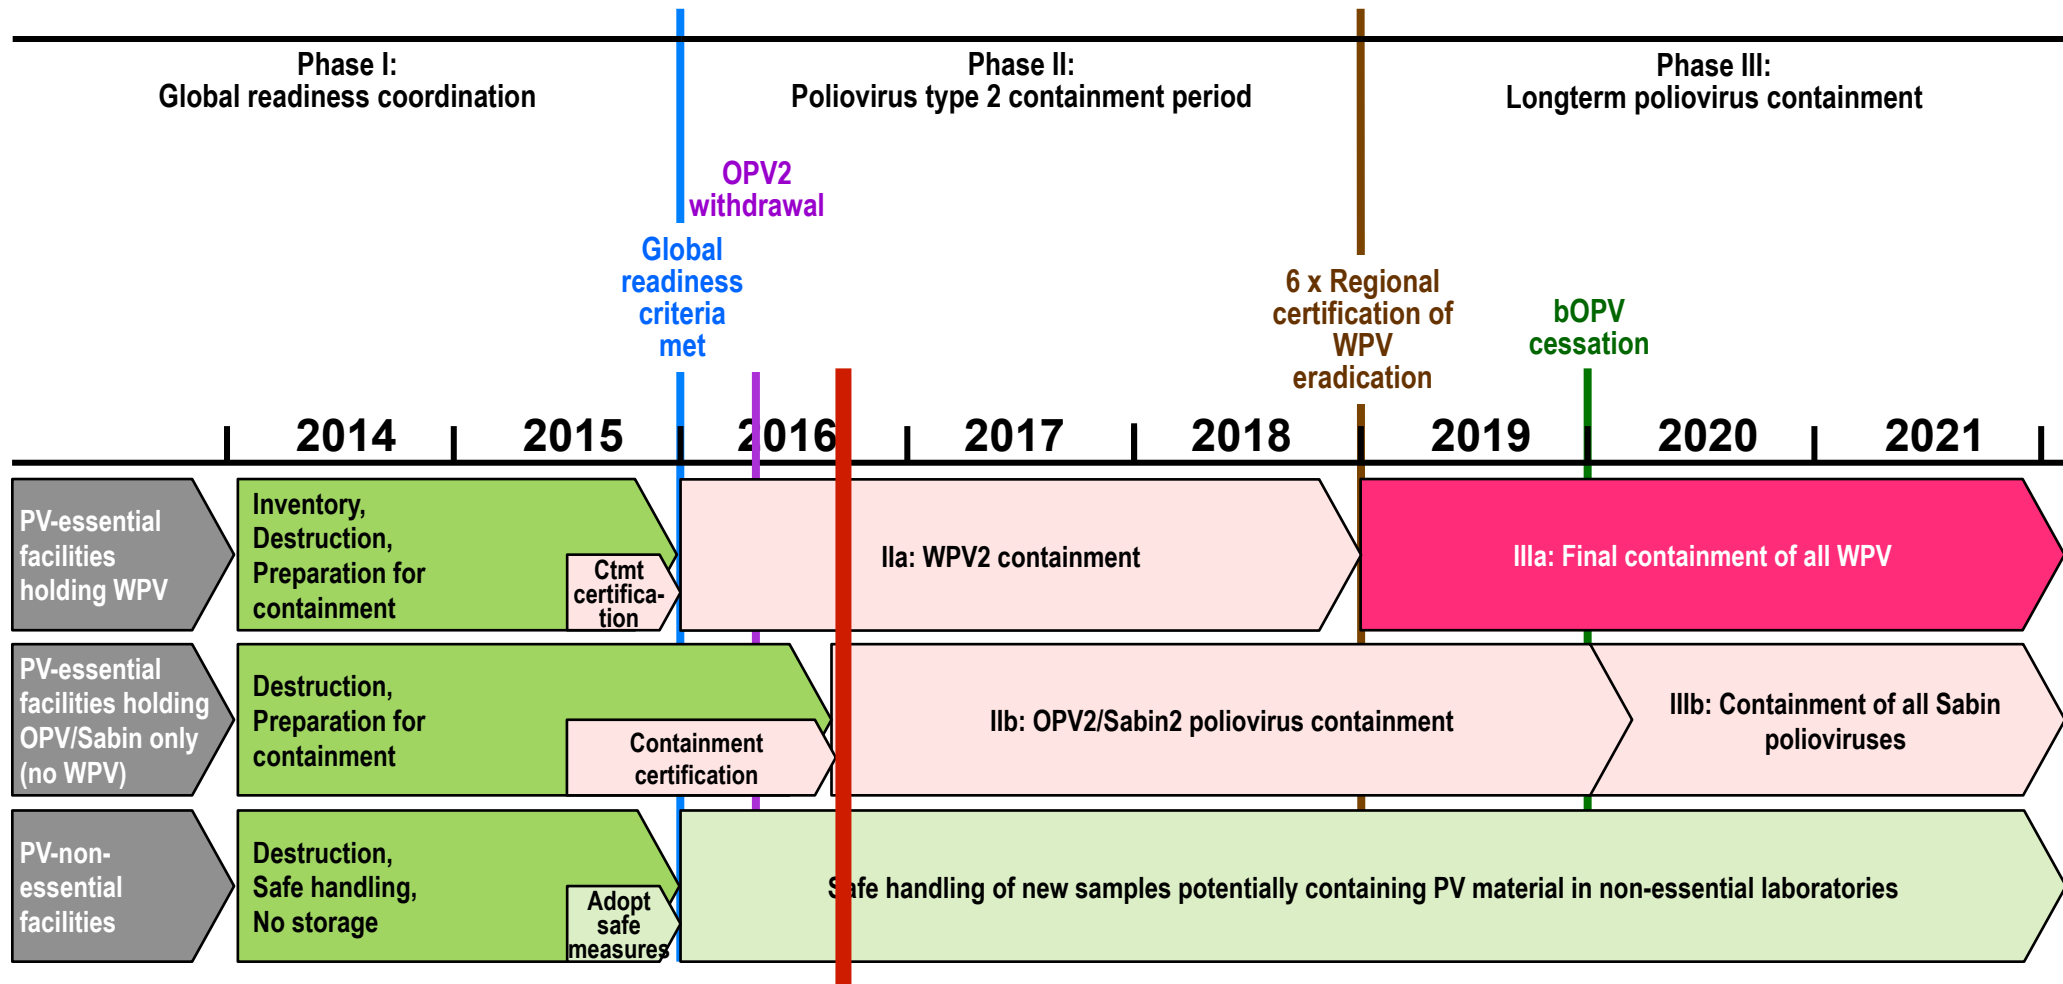 Phase I:
Global readiness coordination
Phase II:
Poliovirus type 2 containment period
Phase III:
Longterm poliovirus containment
OPV2
withdrawal
Global
readiness
criteria
met
6 x Regional
certification of
WPV
eradication
bOPV
cessation
2014
2015
2016
2017
2018
2019
2020
2021
PV-essential
facilities
holding WPV
Inventory,
Destruction,
Preparation for
containment
Ctmt
certifica-
tion
IIa: WPV2 containment
IIIa: Final containment of all WPV
PV-essential
facilities holding
OPV/Sabin only
(no WPV)
Destruction,
Preparation for
containment
Containment
certification
IIb: OPV2/Sabin2 poliovirus containment
IIIb: Containment of all Sabin
polioviruses
PV-non-
essential
facilities
Destruction,
Safe handling,
No storage
Adopt
safe
measures
Safe handling of new samples potentially containing PV material in non-essential laboratories